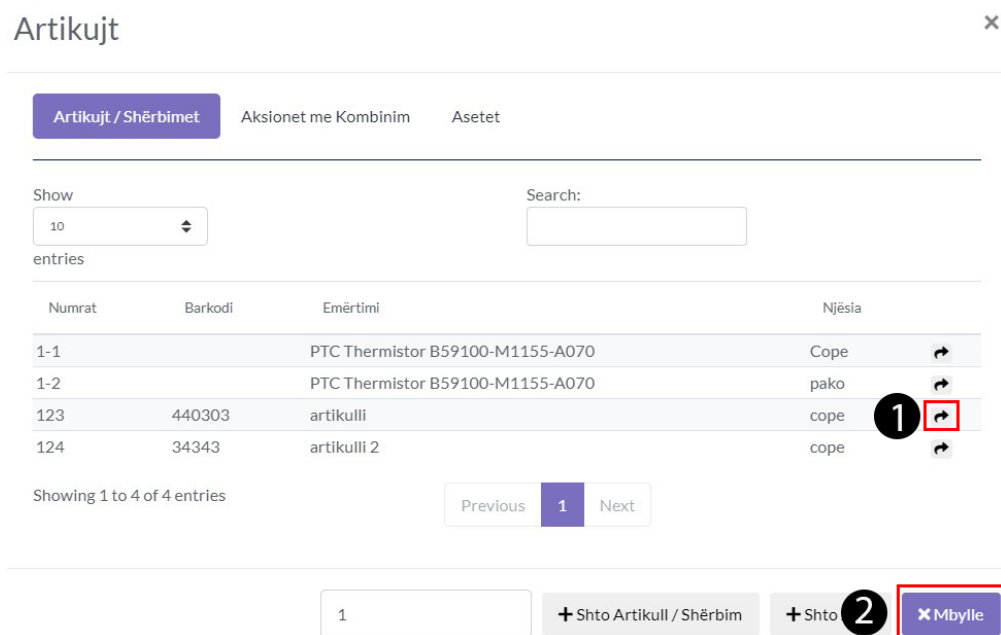 Artikujt ×
Artikujt / Shërbimet Aksionet me Kombinim Asetet
Show Search:
10
entries
Numrat Barkodi Emërtimi Njësia
1-1 PTC Thermistor B59100-M1155-A070 Cope
1-2 PTC Thermistor B59100-M1155-A070 pako
123 440303 artikulli cope 1
124 34343 artikulli 2 cope
Showing 1 to 4 of 4 entries Previous 1 Next
1 + Shto Artikull / Shërbim + Shto 2 × Mbylle